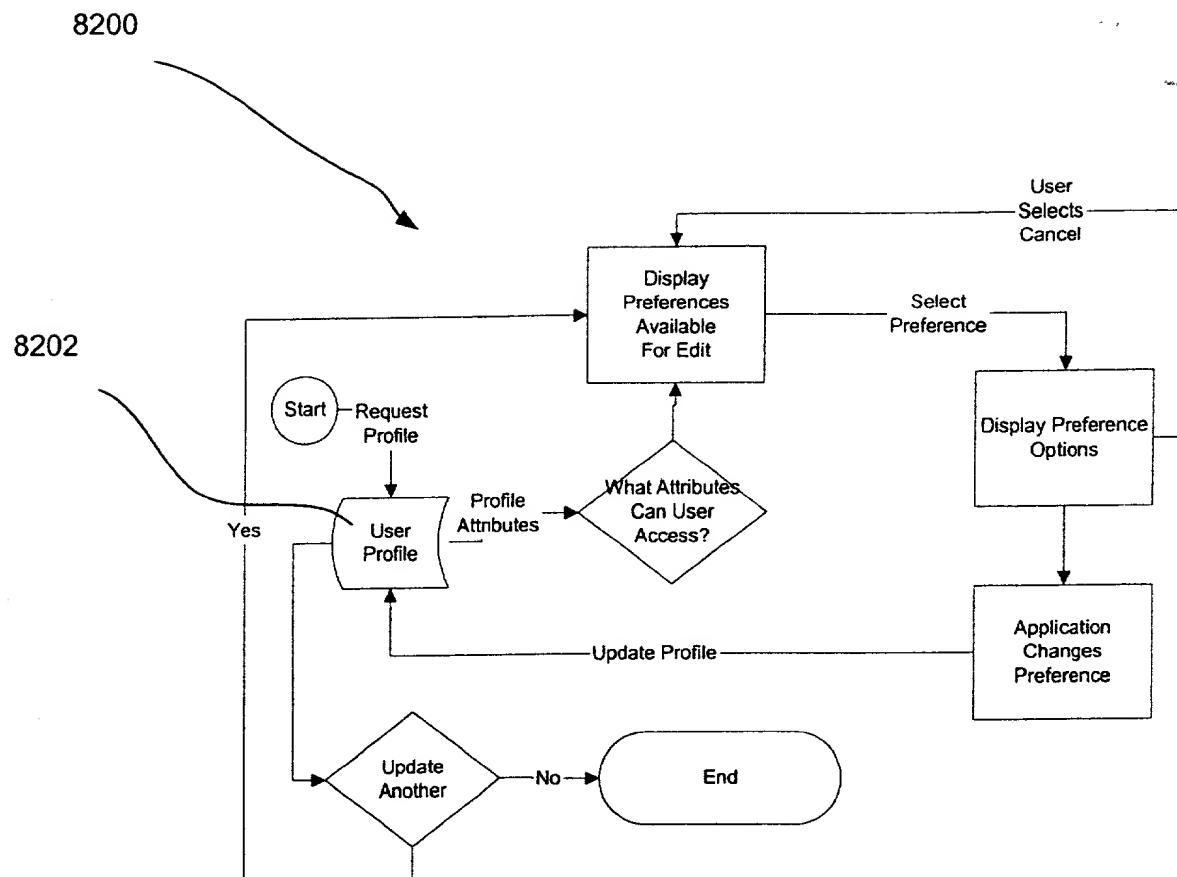 8200
User
Selects
Cancel
Display
Preferences
Available
For Edit
Select
Preference
8202
Start
Request
Profile
Display Preference
Options
What Attributes
Can User
Access?
Profile
Attributes
User
Profile
Yes
Application
Changes
Preference
Update Profile
Update
Another
No
End